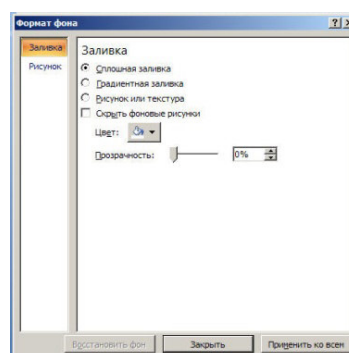 Формат фона
Заливка
Рисунок
Заливка
Сплошная заливка
Градиентная заливка
Рисунок или текстура
Скрыть фоновые рисунки
Цвет:
Прозрачность:
0%
Восстановить фон
Закрыть
Применить ко всем